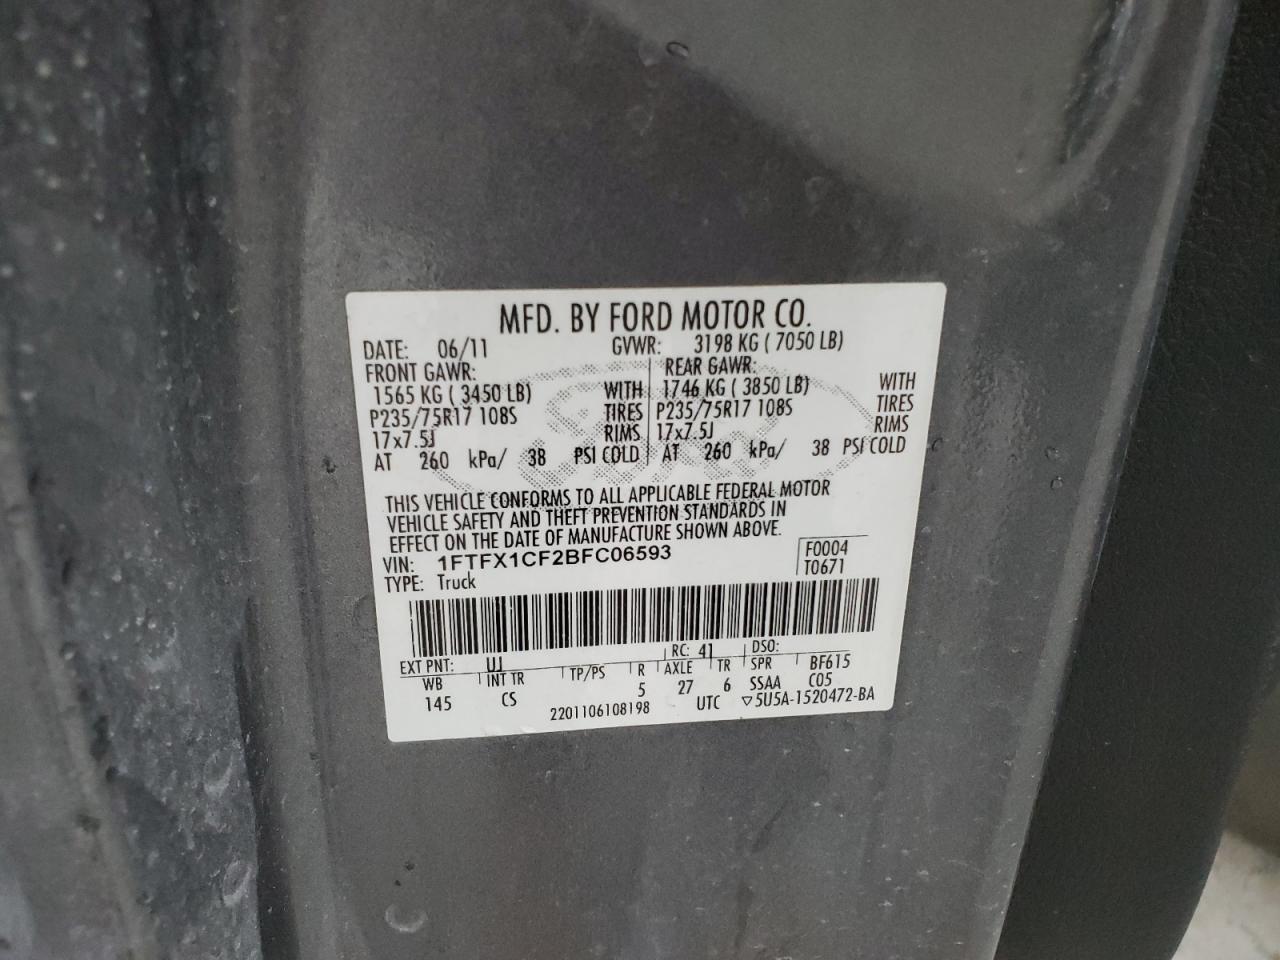 MFD. BY FORD MOTOR CO.
DATE: 06/11 GVWR: 3198 KG ( 7050 LB)
FRONT GAWR: REAR GAWR:
1565 KG ( 3450 LB) WITH 1746 KG ( 3850 LB) WITH
P235/75R17 108S TIRES P235/75R17 108S TIRES
17x7.5J RIMS 17x7.5J RIMS
AT 260 kPa/ 38 PSI COLD AT 260 kPa/ 38 PSI COLD
THIS VEHICLE CONFORMS TO ALL APPLICABLE FEDERAL MOTOR
VEHICLE SAFETY AND THEFT PREVENTION STANDARDS IN
EFFECT ON THE DATE OF MANUFACTURE SHOWN ABOVE.
VIN: 1FTFX1CF2BFC06593 F0004
TYPE: Truck T0671
EXT PNT: UJ RC: 41 DSO:
WB INT TR TP/PS R AXLE TR SPR BF615
145 CS 5 27 6 SSAA C05
2201106108198 UTC ▽5U5A-1520472-BA